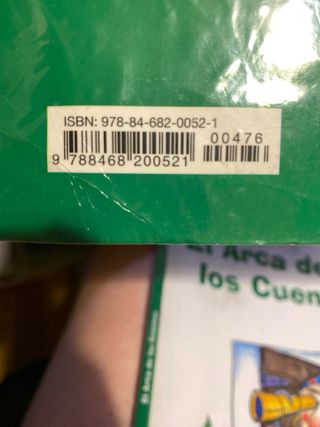 ISBN: 978-84-682-0052-1
00476
9 788468 200521
El Arca de
los Cuen